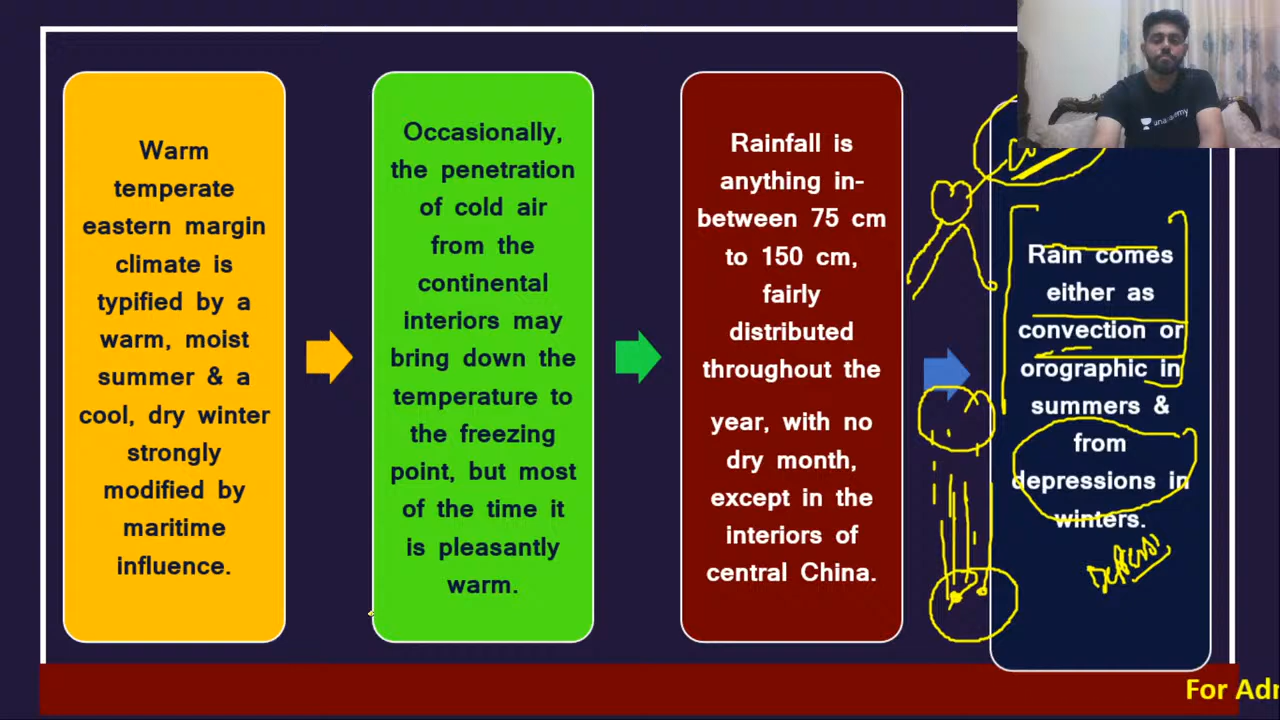 Warm
temperate
eastern margin
climate is
typified by a
warm, moist
summer & a
cool, dry winter
strongly
modified by
maritime
influence.
Occasionally,
the penetration
of cold air
from the
continental
interiors may
bring down the
temperature to
the freezing
point, but most
of the time it
is pleasantly
warm.
Rainfall is
anything in-
between 75 cm
to 150 cm,
fairly
distributed
throughout the
year, with no
dry month,
except in the
interiors of
central China.
Rain comes
either as
convection or
orographic in
summers &
from
depressions in
winters.
unacademy
For Adm